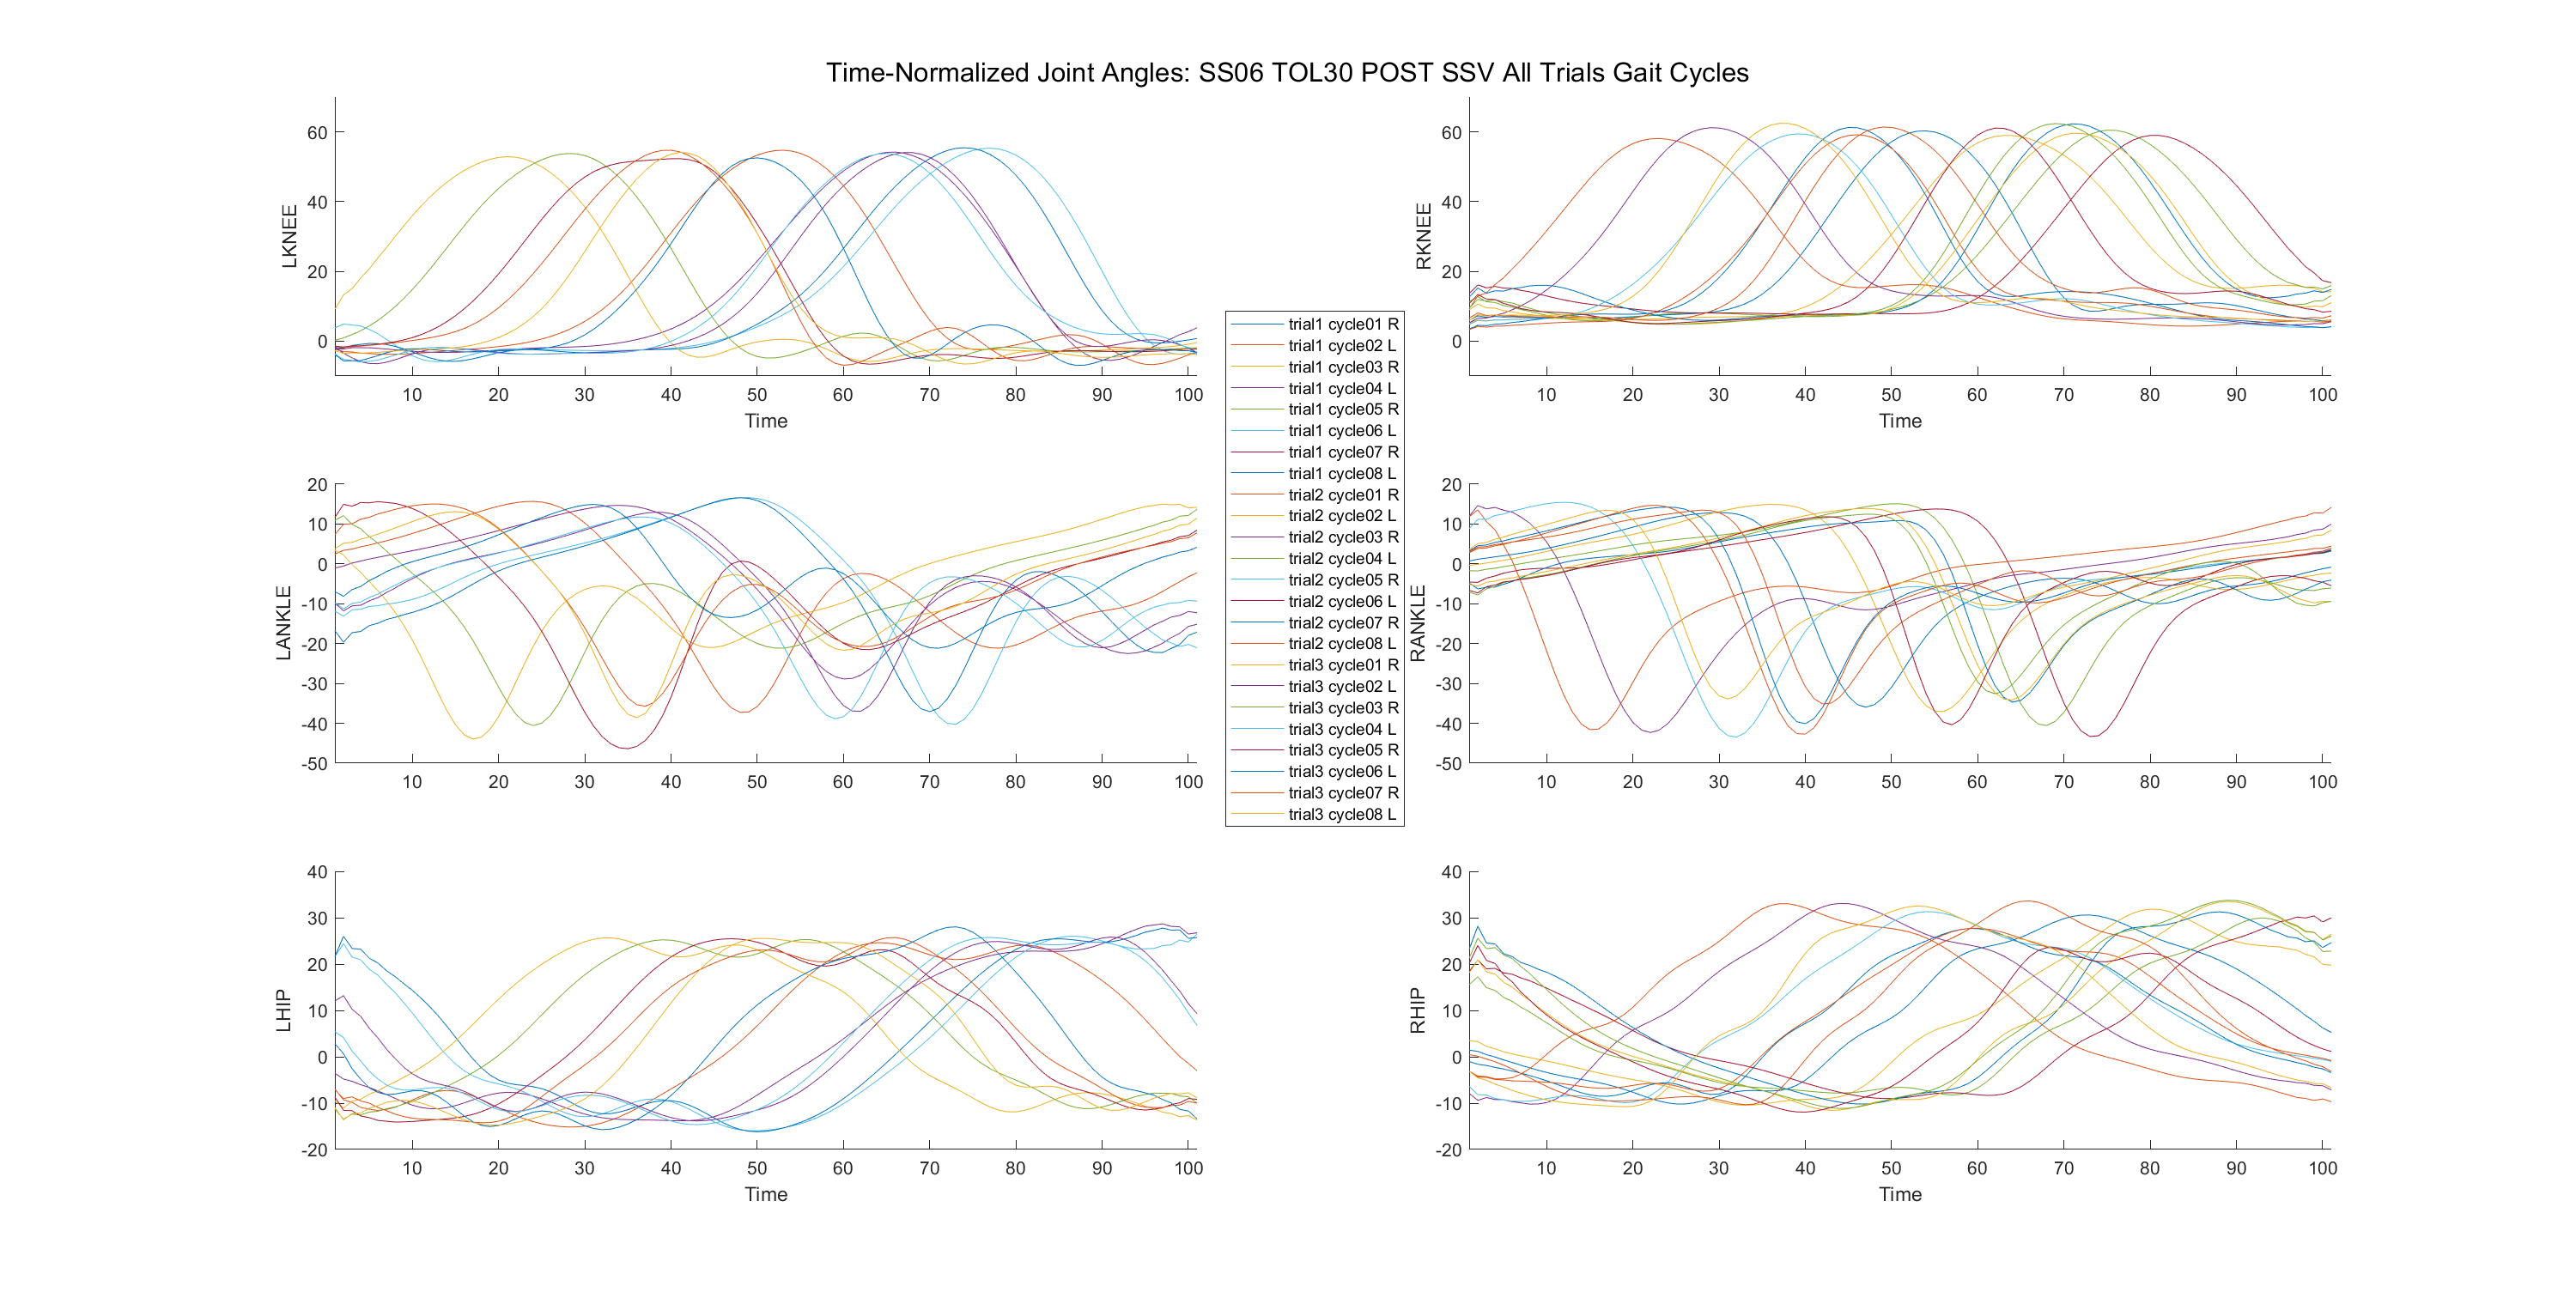 Time-Normalized Joint Angles: SS06 TOL30 POST SSV All Trials Gait Cycles
60
40
20
0
LKNEE
10 20 30 40 50 60 70 80 90 100
Time
60
40
20
0
RKNEE
10 20 30 40 50 60 70 80 90 100
Time
trial1 cycle01 R
trial1 cycle02 L
trial1 cycle03 R
trial1 cycle04 L
trial1 cycle05 R
trial1 cycle06 L
trial1 cycle07 R
trial1 cycle08 L
trial2 cycle01 R
trial2 cycle02 L
trial2 cycle03 R
trial2 cycle04 L
trial2 cycle05 R
trial2 cycle06 L
trial2 cycle07 R
trial2 cycle08 L
trial3 cycle01 R
trial3 cycle02 L
trial3 cycle03 R
trial3 cycle04 L
trial3 cycle05 R
trial3 cycle06 L
trial3 cycle07 R
trial3 cycle08 L
20
10
0
-10
-20
-30
-40
-50
LANKLE
10 20 30 40 50 60 70 80 90 100
20
10
0
-10
-20
-30
-40
-50
RANKLE
10 20 30 40 50 60 70 80 90 100
40
30
20
10
0
-10
-20
LHIP
10 20 30 40 50 60 70 80 90 100
Time
40
30
20
10
0
-10
-20
RHIP
10 20 30 40 50 60 70 80 90 100
Time